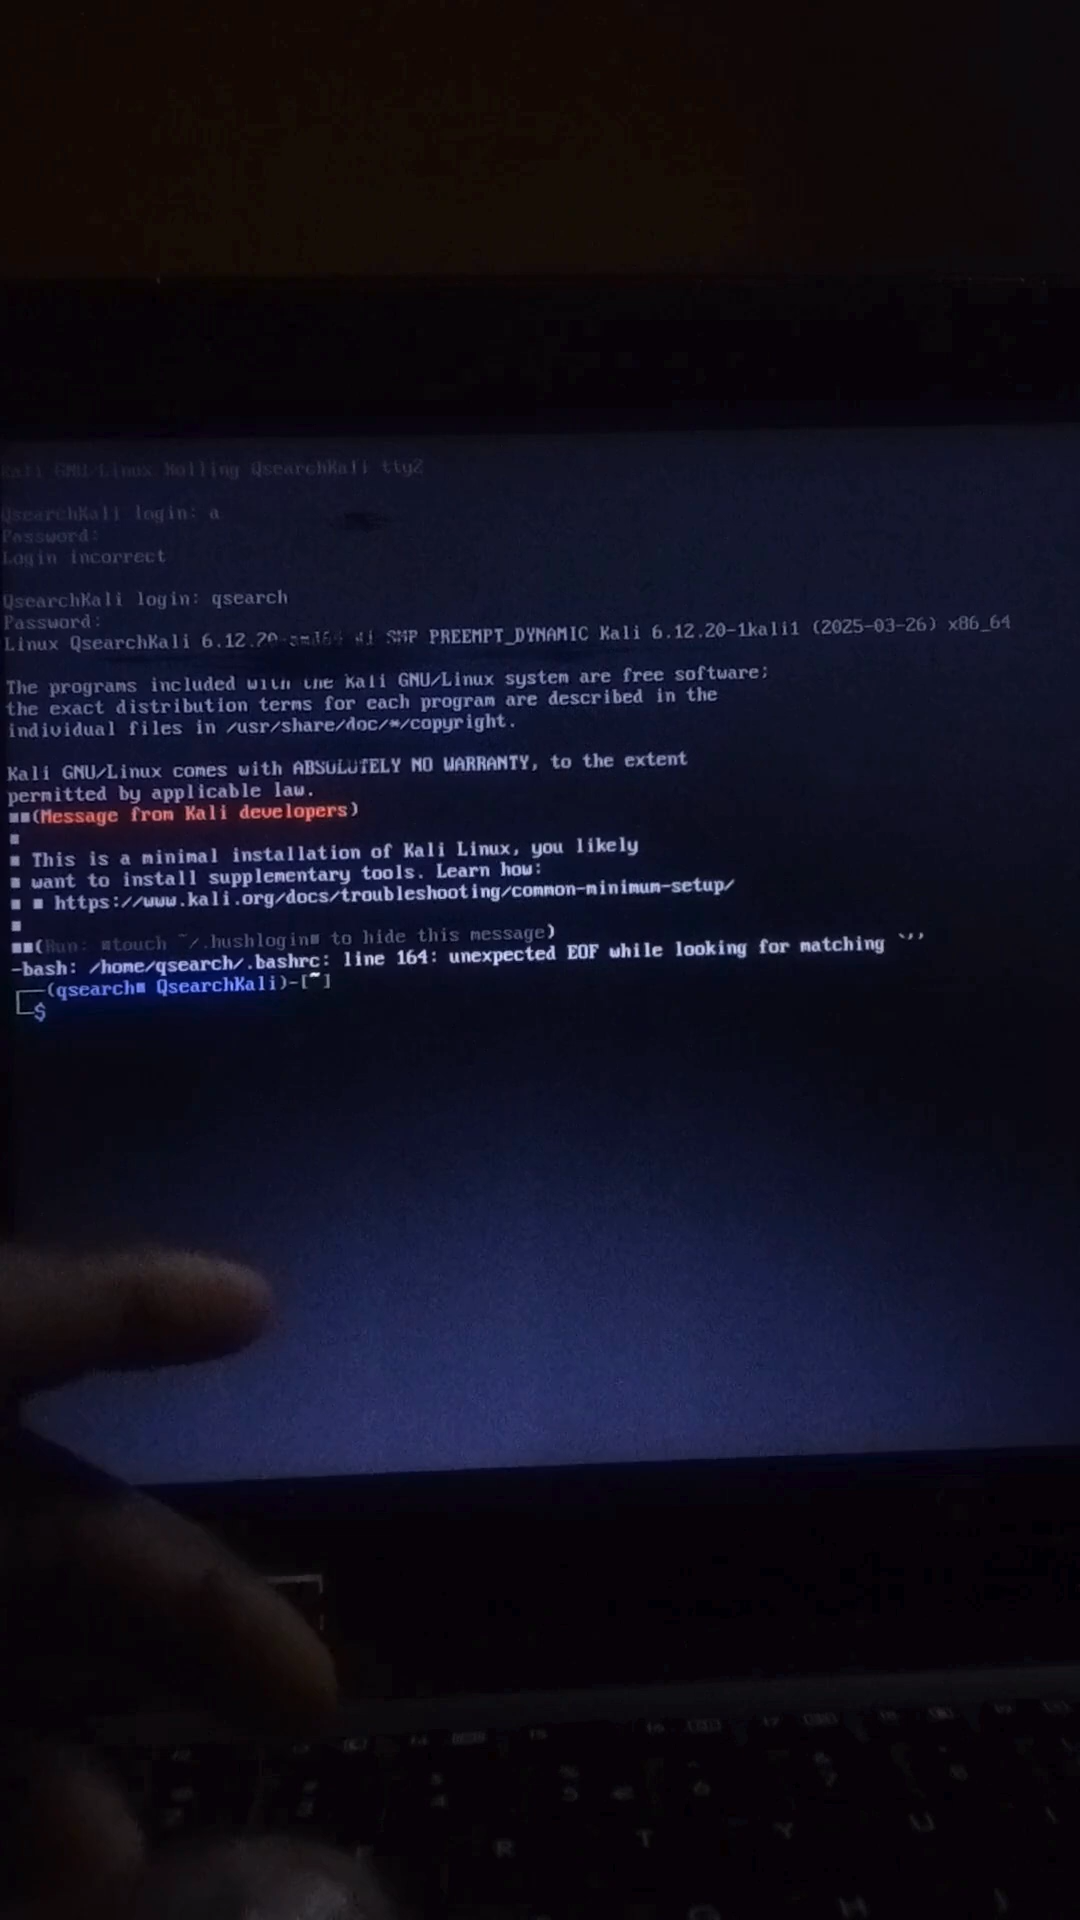 Kali GNU/Linux Rolling QsearchKali tty2
QsearchKali login: a
Password:
Login incorrect
QsearchKali login: qsearch
Password:
Linux QsearchKali 6.12.20-amd64 #1 SMP PREEMPT_DYNAMIC Kali 6.12.20-1kali1 (2025-03-26) x86_64
The programs included with the Kali GNU/Linux system are free software;
the exact distribution terms for each program are described in the
individual files in /usr/share/doc/*/copyright.
Kali GNU/Linux comes with ABSOLUTELY NO WARRANTY, to the extent
permitted by applicable law.
■■(Message from Kali developers)
■
■ This is a minimal installation of Kali Linux, you likely
■ want to install supplementary tools. Learn how:
■ ■ https://www.kali.org/docs/troubleshooting/common-minimum-setup/
■
■■(Run: ■touch ~/.hushlogin■ to hide this message)
-bash: /home/qsearch/.bashrc: line 164: unexpected EOF while looking for matching `''
┌──(qsearch■ QsearchKali)-[~]
└─$
R T Y U
H